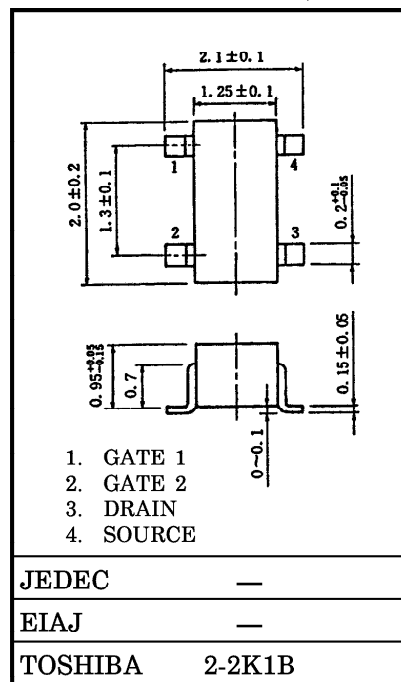 2.1±0.1
1.25±0.1
1
4
2.0±0.2
1.3±0.1
2
3
0.2+0.1 -0.05
0.95+0.05 -0.15
0.7
0.15±0.05
0~0.1
1. GATE 1
2. GATE 2
3. DRAIN
4. SOURCE
JEDEC —
EIAJ —
TOSHIBA 2-2K1B